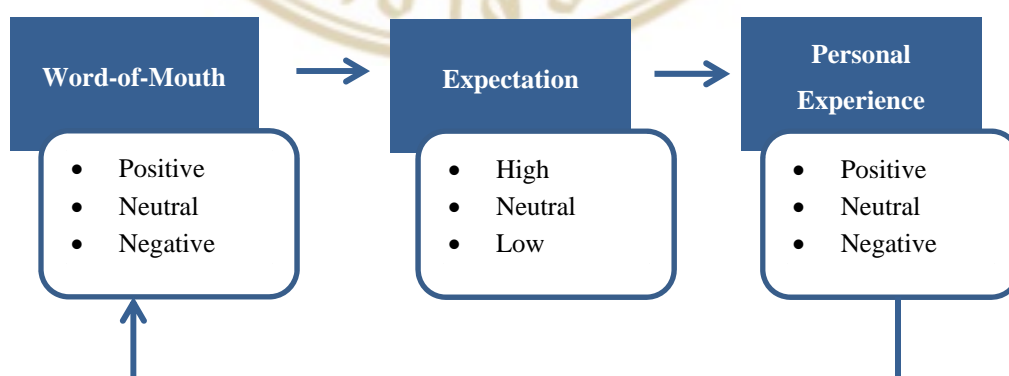 Word-of-Mouth
• Positive
• Neutral
• Negative
Expectation
• High
• Neutral
• Low
Personal
Experience
• Positive
• Neutral
• Negative